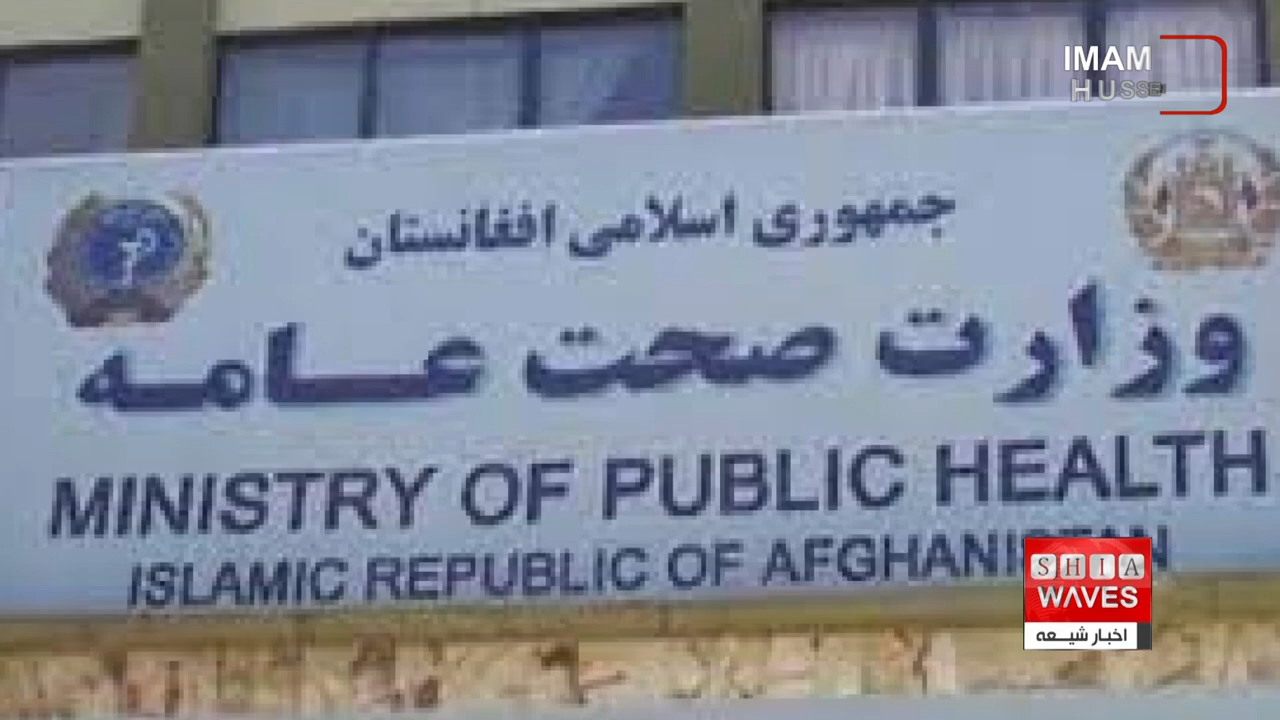 IMAM
HUSSE
جمهوری اسلامی افغانستان
وزارت صحت عامه
MINISTRY OF PUBLIC HEALTH
ISLAMIC REPUBLIC OF AFGHANISTAN
SHIA
WAVES
اخبار شیعه